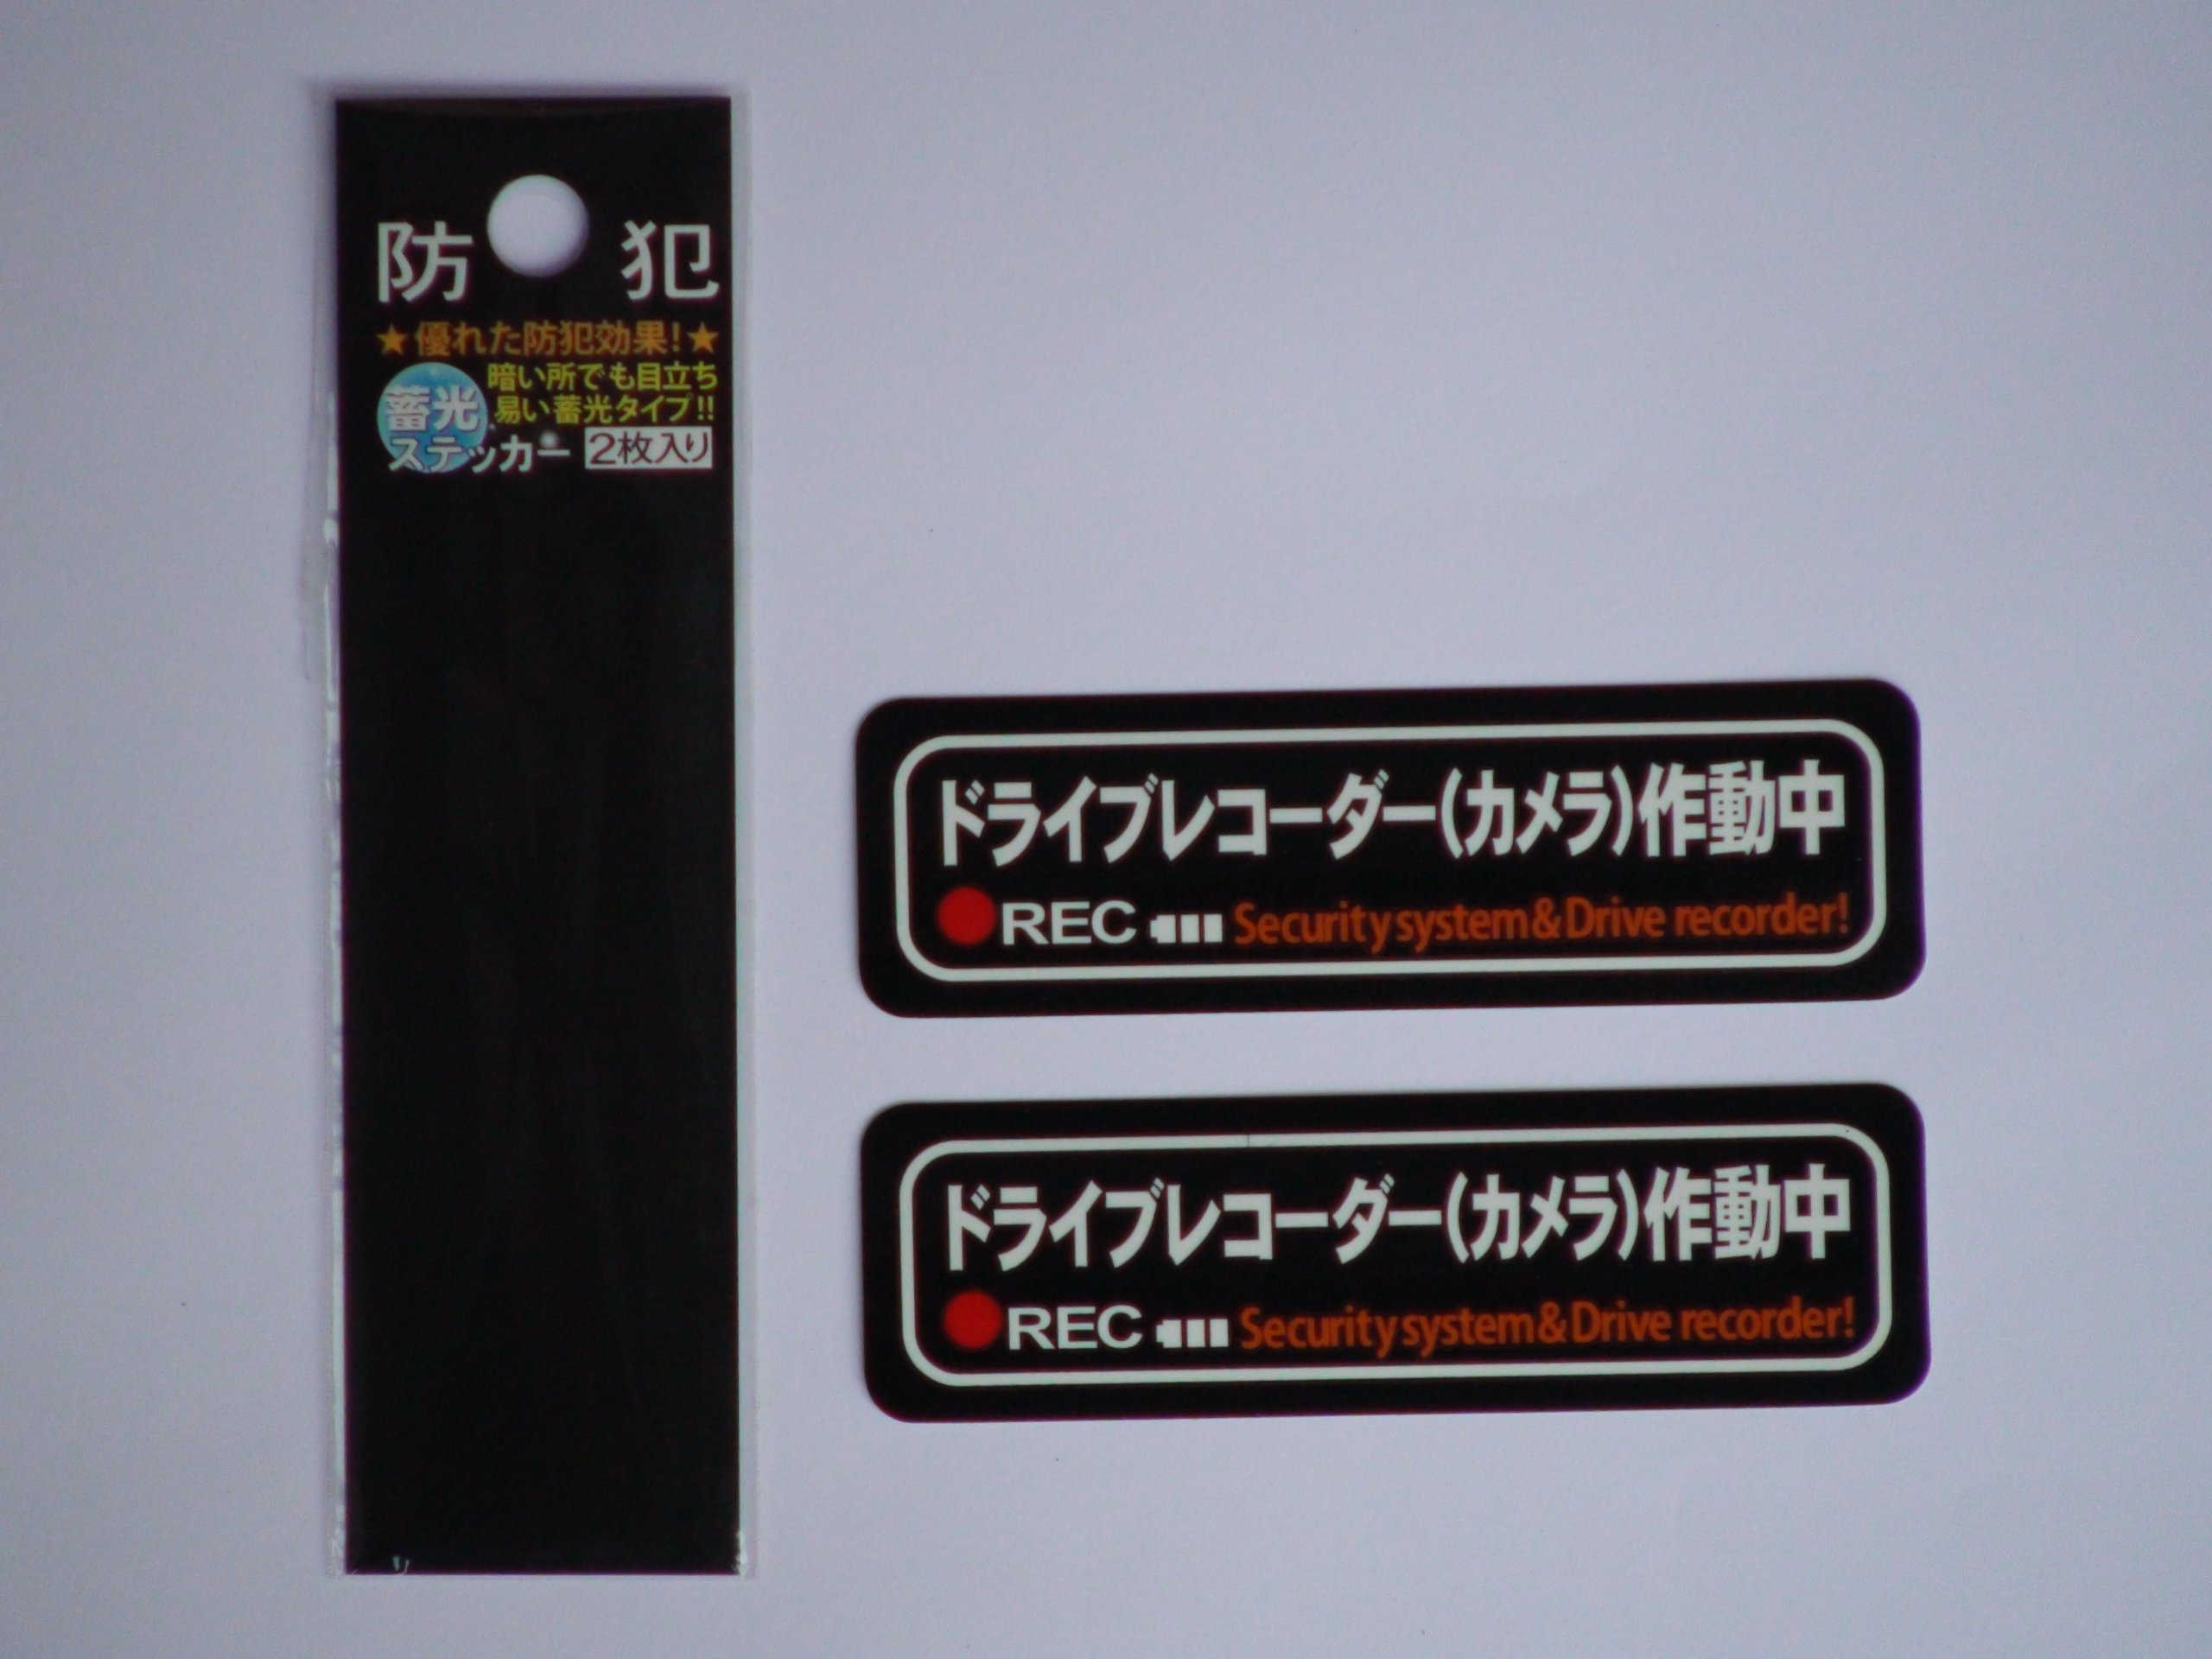 防 犯
★優れた防犯効果!★
蓄光
ステッカー
暗い所でも目立ち
易い蓄光タイプ!!
2枚入り
ドライブレコーダー(カメラ)作動中
REC Security system&Drive recorder!
ドライブレコーダー(カメラ)作動中
REC Security system&Drive recorder!